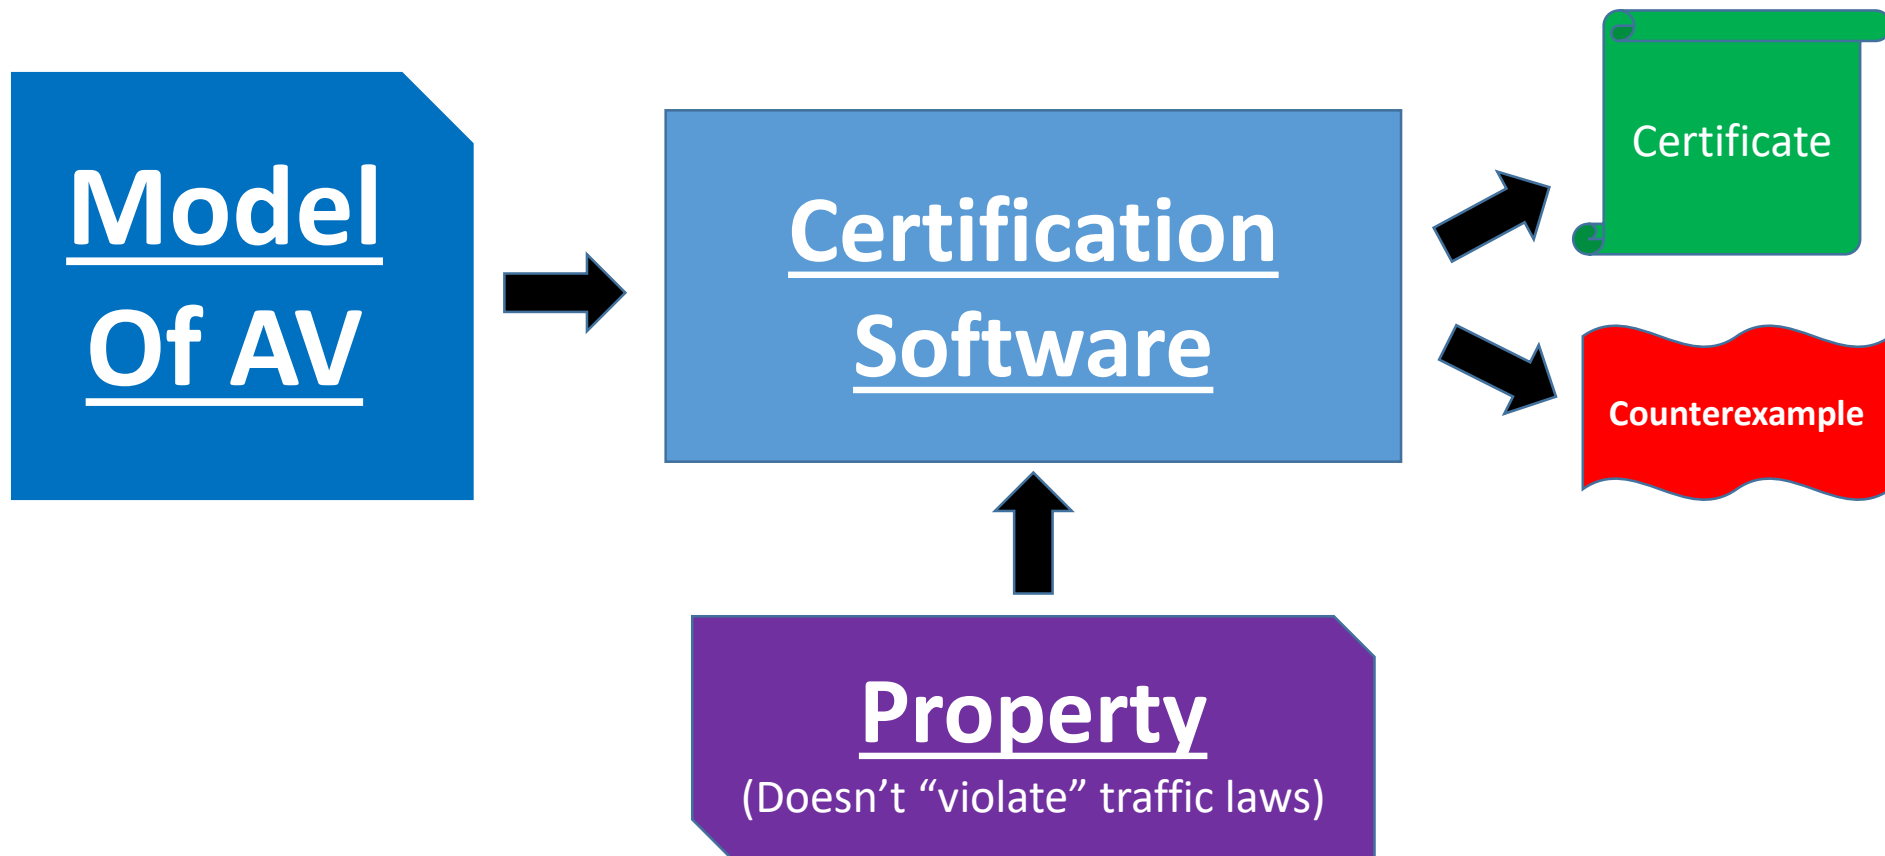 Model
Of AV
Certification
Software
Certificate
Counterexample
Property
(Doesn’t “violate” traffic laws)